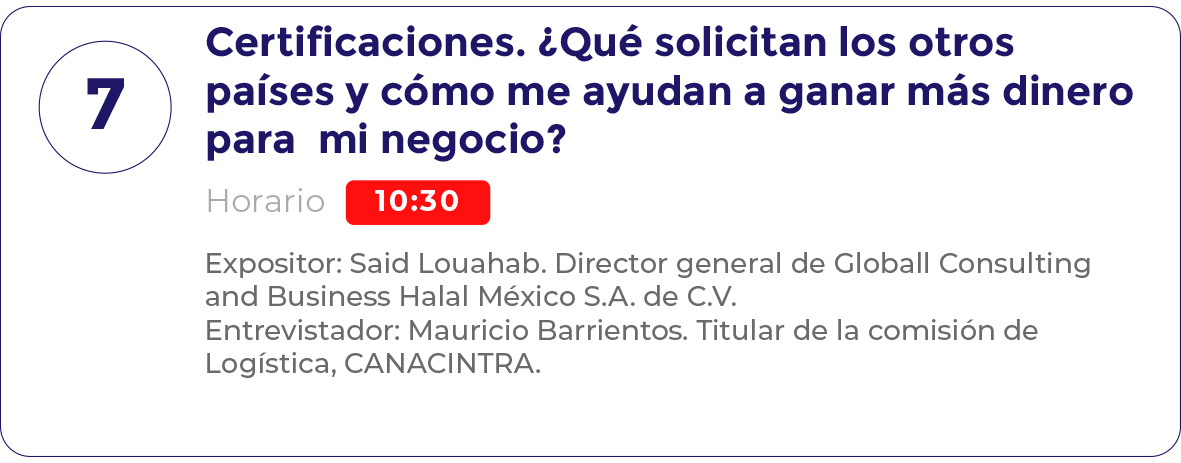 7
Certificaciones. ¿Qué solicitan los otros
países y cómo me ayudan a ganar más dinero
para  mi negocio?
Horario 10:30
Expositor: Said Louahab. Director general de Globall Consulting
and Business Halal México S.A. de C.V.
Entrevistador: Mauricio Barrientos. Titular de la comisión de
Logística, CANACINTRA.